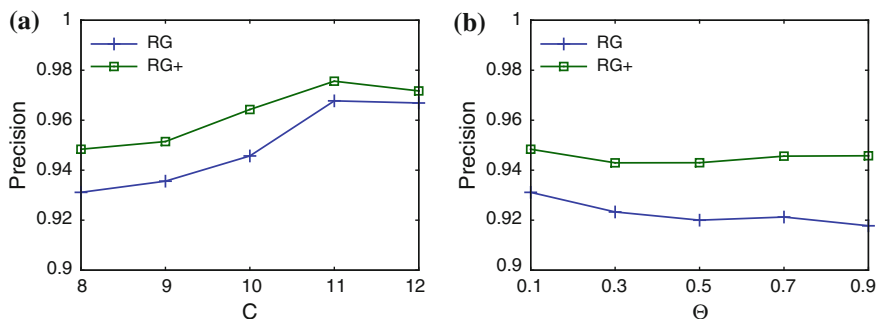 (a)
Precision
1
0.98
0.96
0.94
0.92
0.9
RG
RG+
8 9 10 11 12
C
(b)
Precision
1
0.98
0.96
0.94
0.92
0.9
RG
RG+
0.1 0.3 0.5 0.7 0.9
Θ